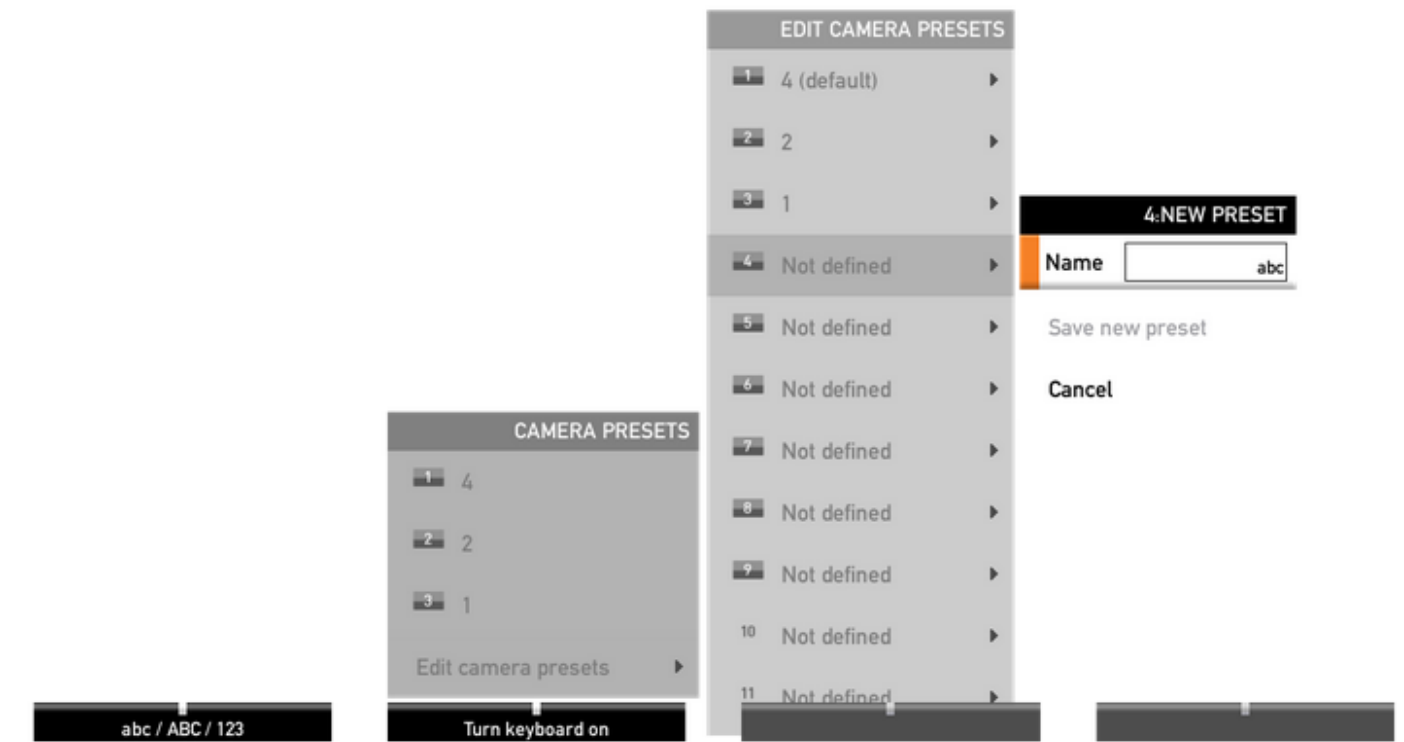 EDIT CAMERA PRESETS
1 4 (default)
2 2
3 1
4 Not defined
5 Not defined
6 Not defined
7 Not defined
8 Not defined
9 Not defined
10 Not defined
11 Not defined
4:NEW PRESET
Name abc
Save new preset
Cancel
CAMERA PRESETS
1 4
2 2
3 1
Edit camera presets
abc / ABC / 123
Turn keyboard on